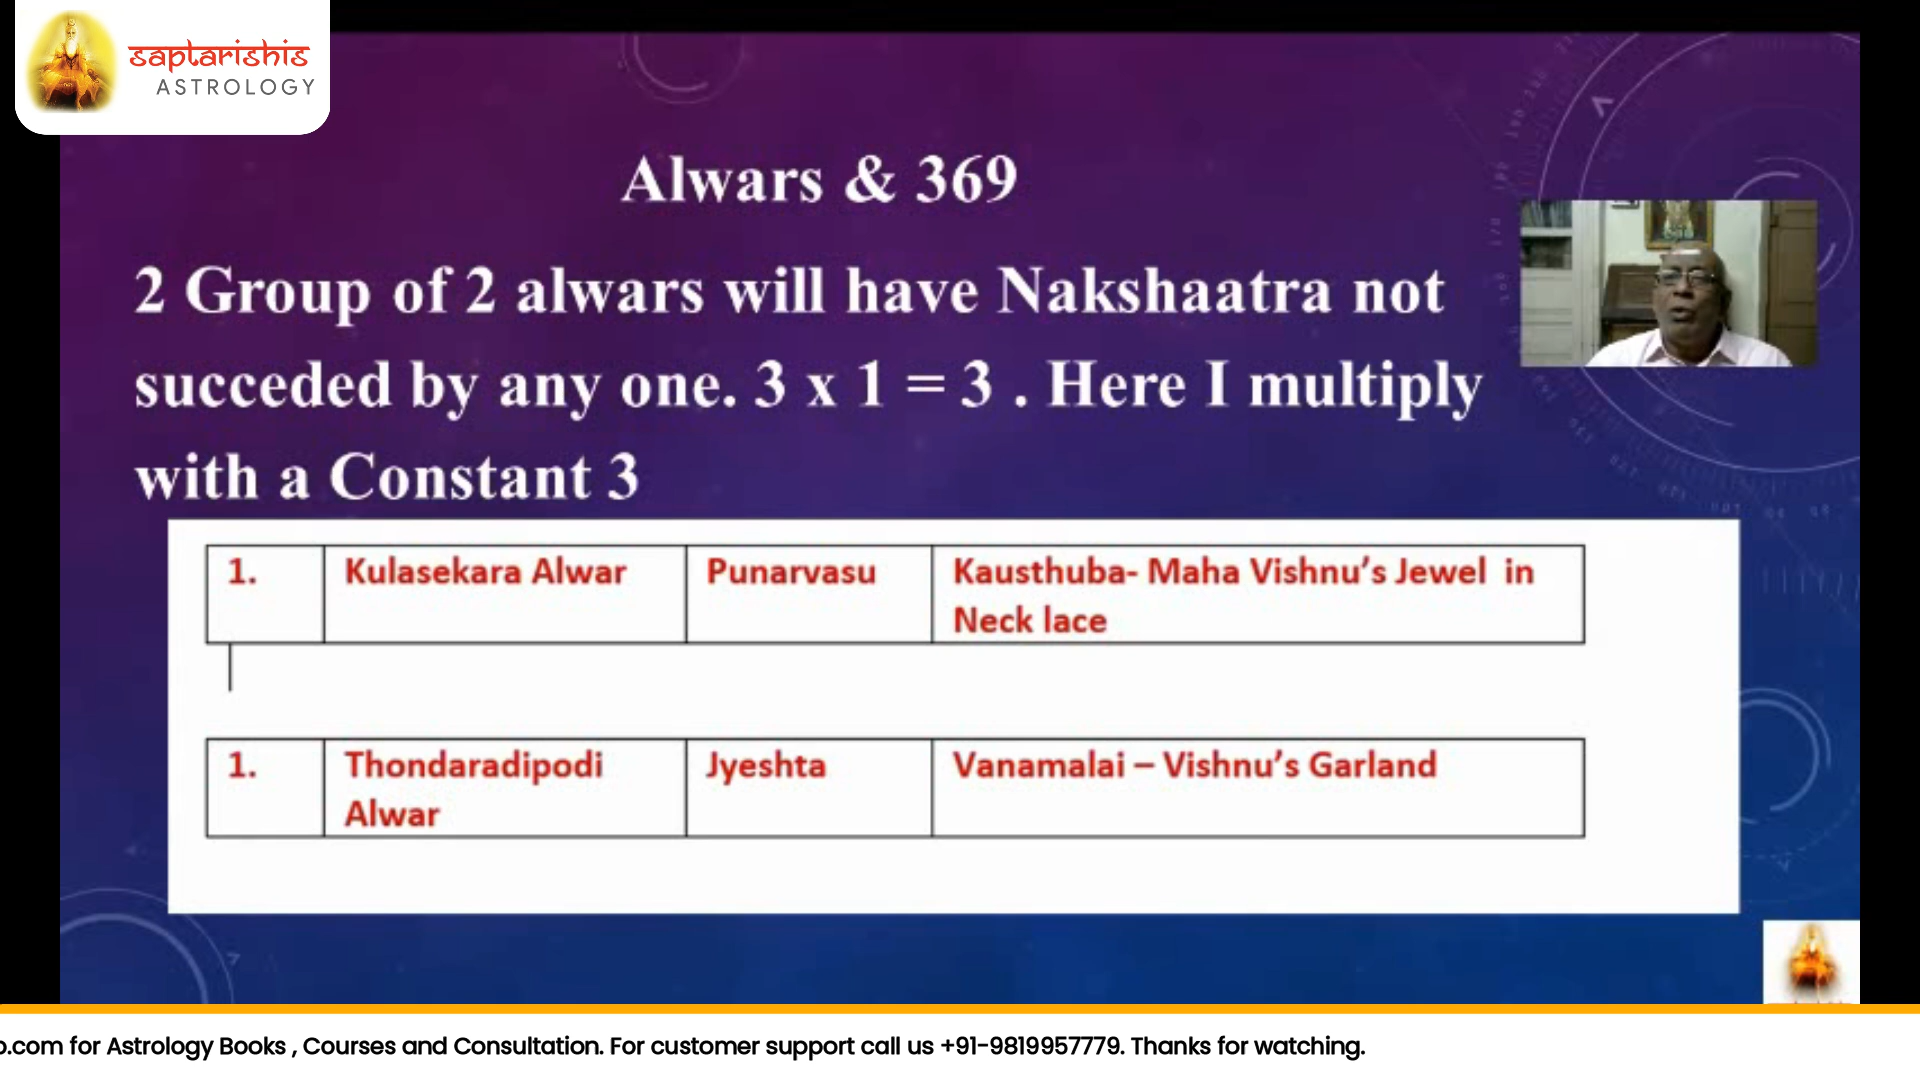 saptarishis
ASTROLOGY
Alwars & 369
2 Group of 2 alwars will have Nakshaatra not
succeded by any one. 3 x 1 = 3 . Here I multiply
with a Constant 3
1. Kulasekara Alwar Punarvasu Kausthuba- Maha Vishnu's Jewel in
Neck lace
1. Thondaradipodi Jyeshta Vanamalai – Vishnu's Garland
Alwar
.com for Astrology Books , Courses and Consultation. For customer support call us +91-9819957779. Thanks for watching.